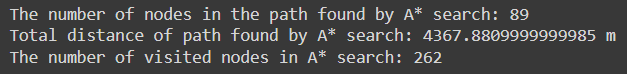 The number of nodes in the path found by A* search: 89
Total distance of path found by A* search: 4367.8809999999985 m
The number of visited nodes in A* search: 262